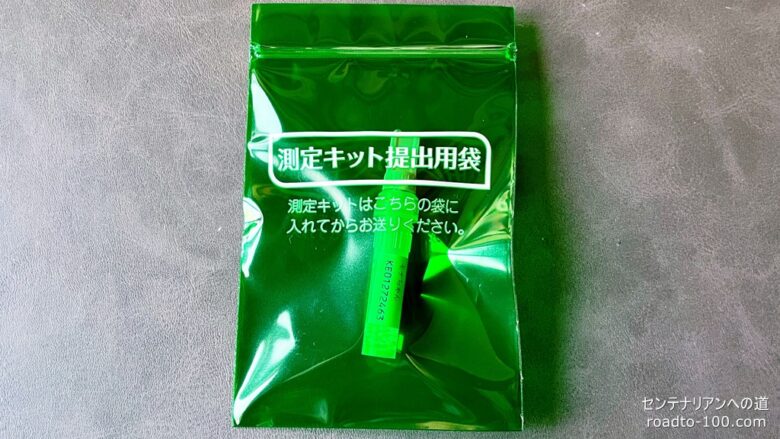 測定キット提出用袋
測定キットはこちらの袋に
入れてからお送りください。
KE01272463
センテナリアンへの道
roadto-100.com